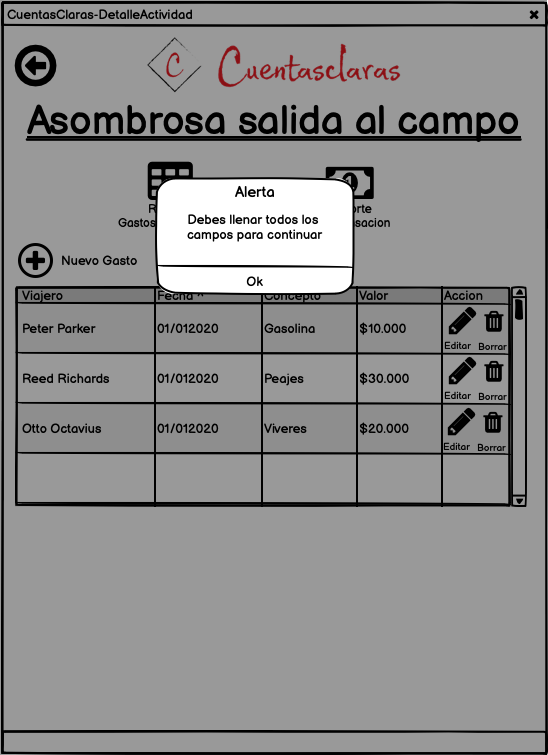 CuentasClaras-DetalleActividad
C Cuentasclaras
Asombrosa salida al campo
Alerta
Debes llenar todos los
campos para continuar
Ok
Gastos
Nuevo Gasto
Viajero Fecha ^ Concepto Valor Accion
Peter Parker 01/012020 Gasolina $10.000 Editar Borrar
Reed Richards 01/012020 Peajes $30.000 Editar Borrar
Otto Octavius 01/012020 Viveres $20.000 Editar Borrar